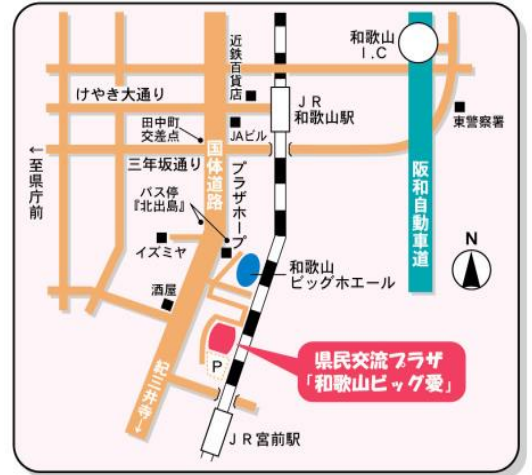 近鉄百貨店
和歌山
I.C
けやき大通り
JR
和歌山駅
田中町
交差点
JAビル
東警察署
←至県庁前
三年坂通り
国体道路
プラザホープ
阪和自動車道
バス停
『北出島』
イズミヤ
和歌山
ビッグホエール
N
酒屋
県民交流プラザ
「和歌山ビッグ愛」
P
紀三井寺→
JR宮前駅